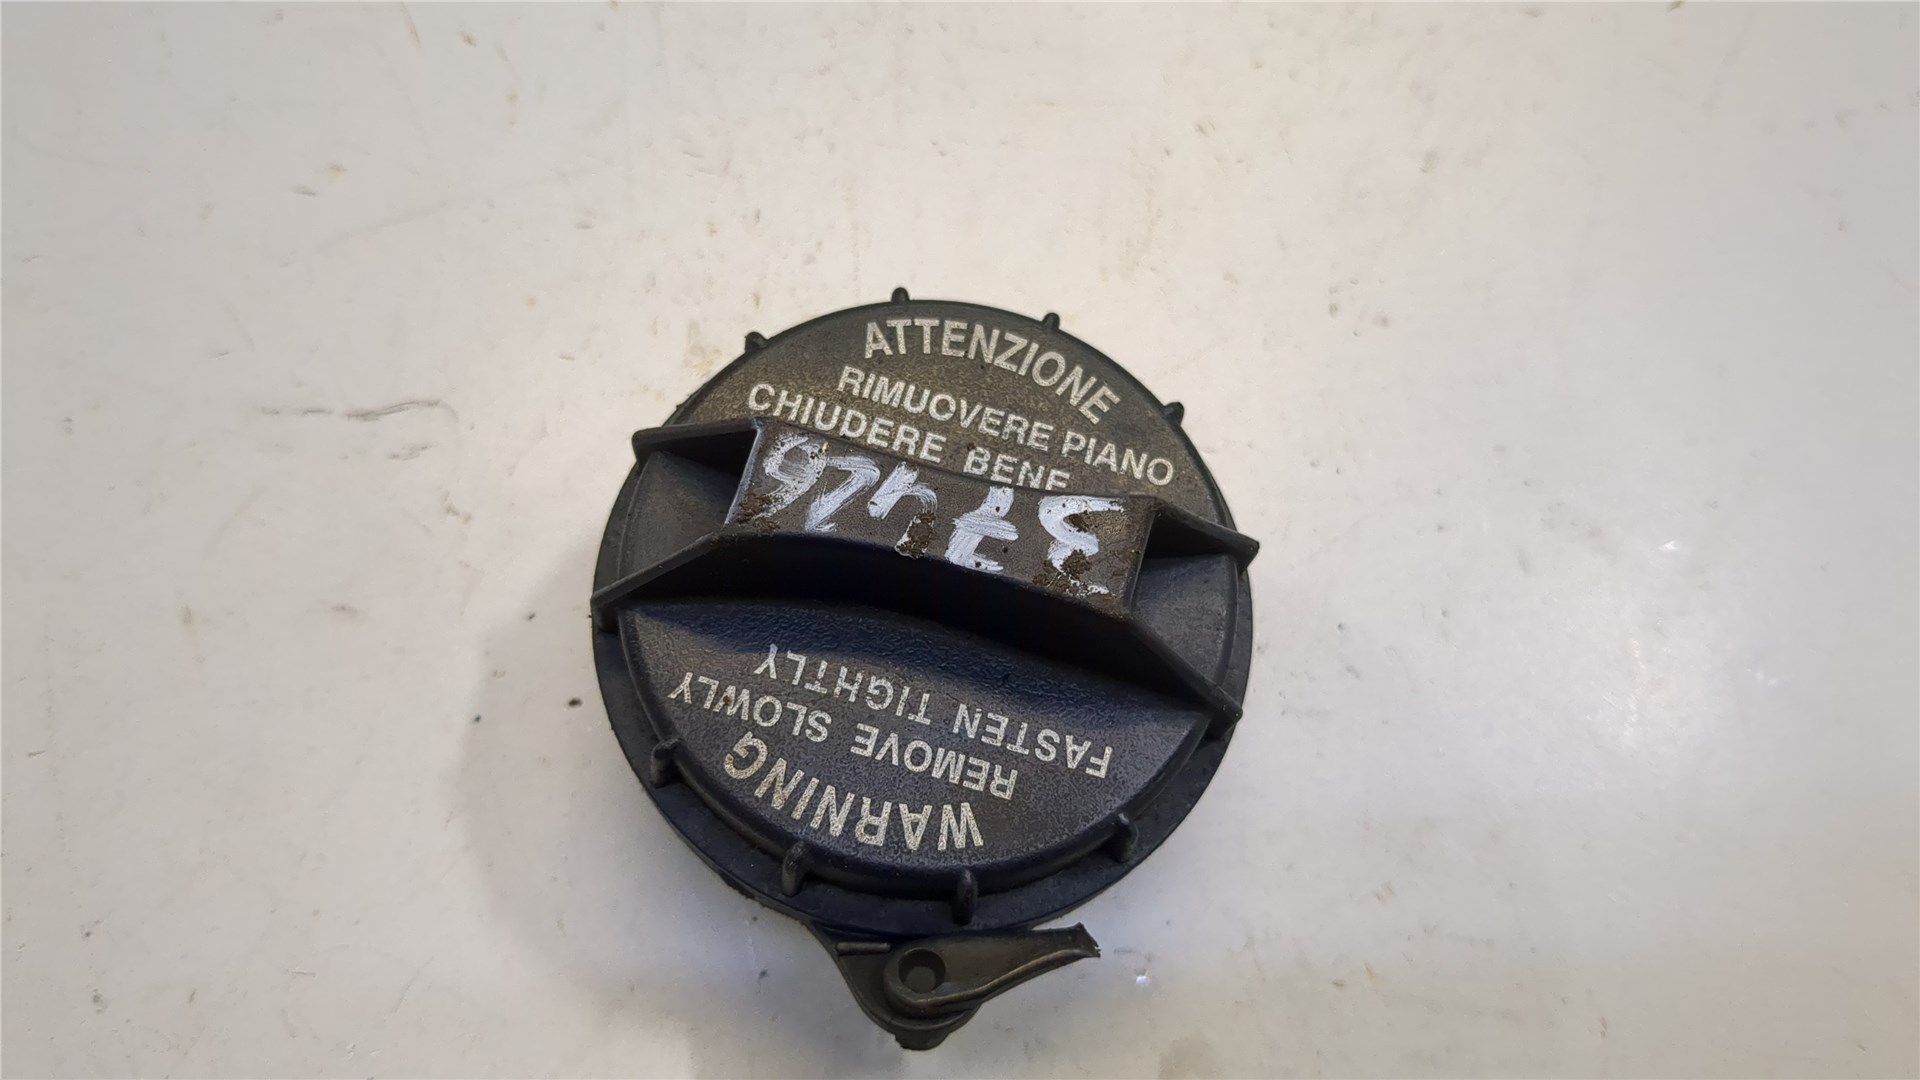 ATTENZIONE
RIMUOVERE PIANO
CHIUDERE BENE
37426
WARNING
REMOVE SLOWLY
FASTEN TIGHTLY